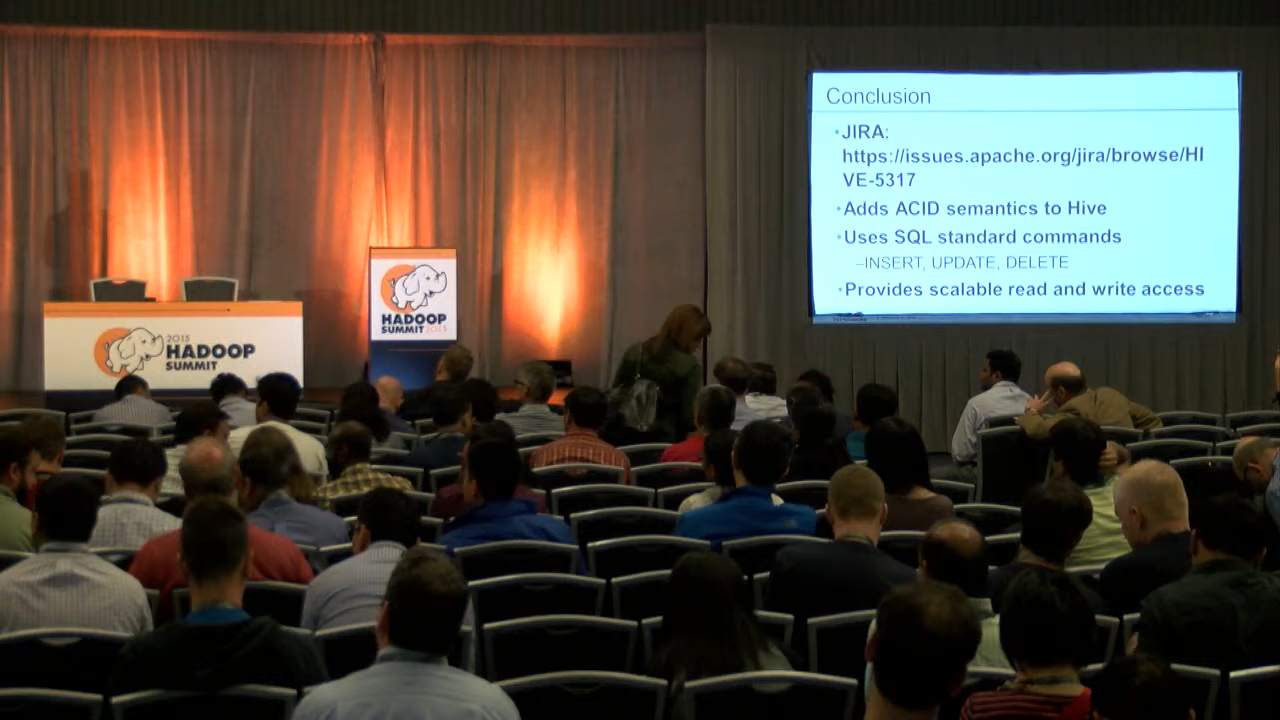 Conclusion
•JIRA:
https://issues.apache.org/jira/browse/HI
VE-5317
•Adds ACID semantics to Hive
•Uses SQL standard commands
–INSERT, UPDATE, DELETE
•Provides scalable read and write access
HADOOP
SUMMIT 2013
2013
HADOOP
SUMMIT